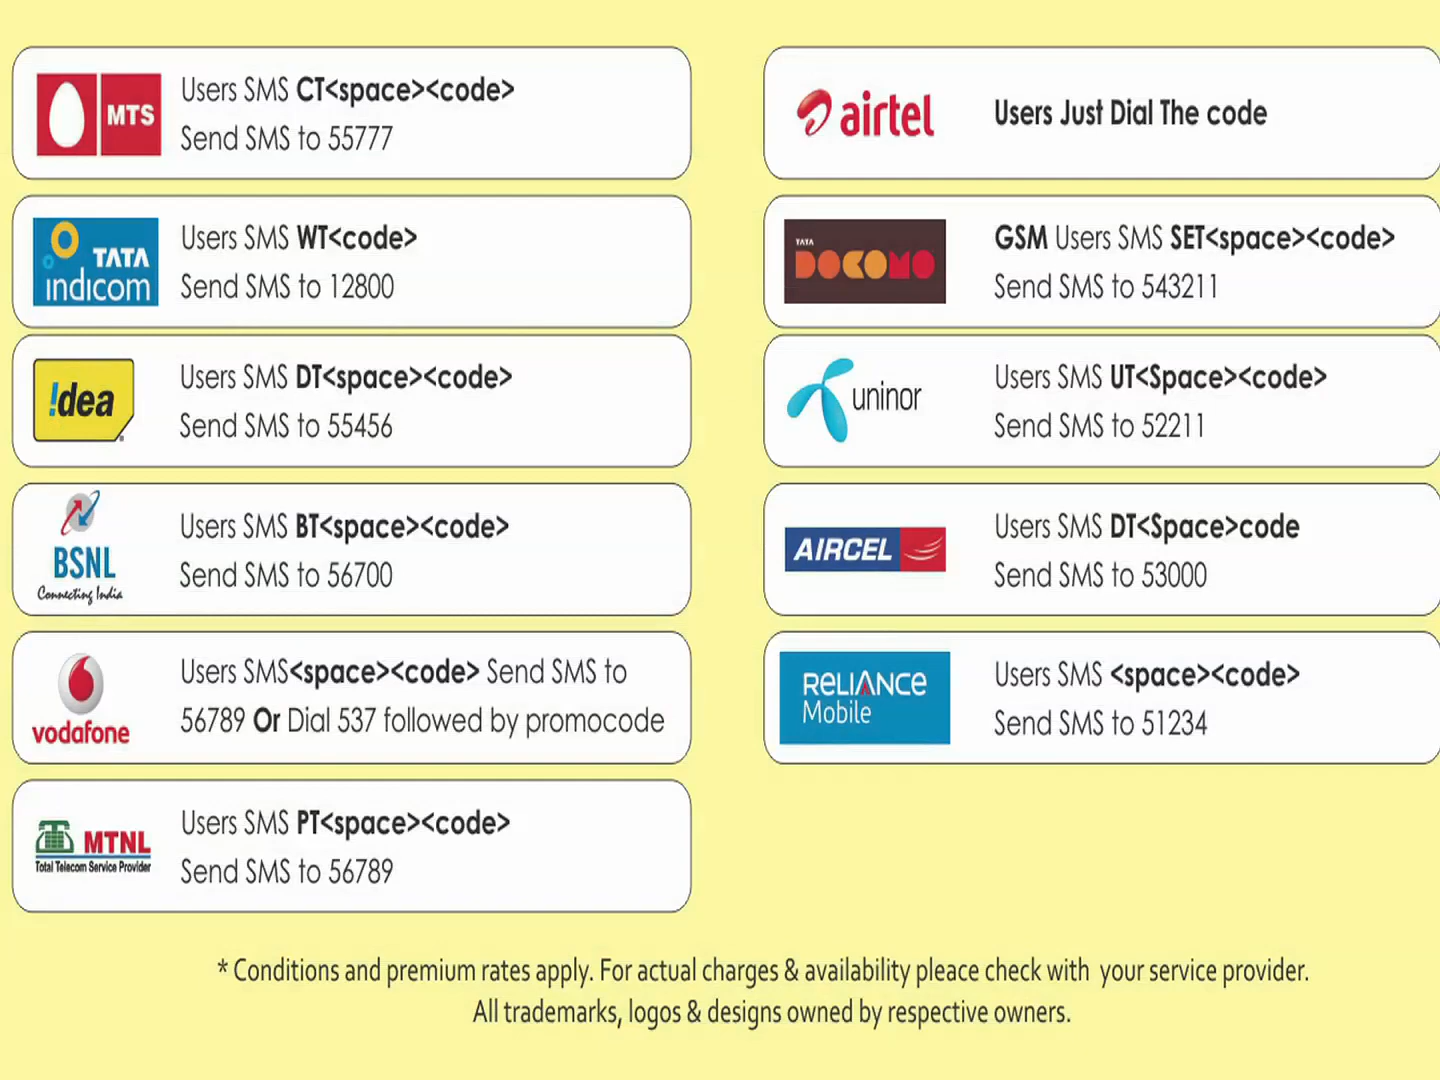 MTS
Users SMS CT<space><code>
Send SMS to 55777
airtel
Users Just Dial The code
TATA
indicom
Users SMS WT<code>
Send SMS to 12800
TATA
DOCOMO
GSM Users SMS SET<space><code>
Send SMS to 543211
!dea
Users SMS DT<space><code>
Send SMS to 55456
uninor
Users SMS UT<Space><code>
Send SMS to 52211
BSNL
Connecting India
Users SMS BT<space><code>
Send SMS to 56700
AIRCEL
Users SMS DT<Space>code
Send SMS to 53000
vodafone
Users SMS<space><code> Send SMS to
56789 Or Dial 537 followed by promocode
RELIANCe
Mobile
Users SMS <space><code>
Send SMS to 51234
MTNL
Total Telecom Service Provider
Users SMS PT<space><code>
Send SMS to 56789
* Conditions and premium rates apply. For actual charges & availability pleace check with your service provider.
All trademarks, logos & designs owned by respective owners.